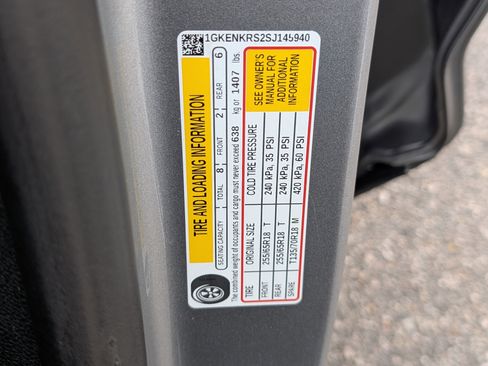 1GKENKRS2SJ145940
TIRE AND LOADING INFORMATION
SEATING CAPACITY TOTAL 8 FRONT 2 REAR 6
The combined weight of occupants and cargo must never exceed 638 kg or 1407 lbs.
TIRE ORIGINAL SIZE COLD TIRE PRESSURE
FRONT 255/65R18 T 240 kPa, 35 PSI
REAR 255/65R18 T 240 kPa, 35 PSI
SPARE T135/70R18 M 420 kPa, 60 PSI
SEE OWNER'S
MANUAL FOR
ADDITIONAL
INFORMATION